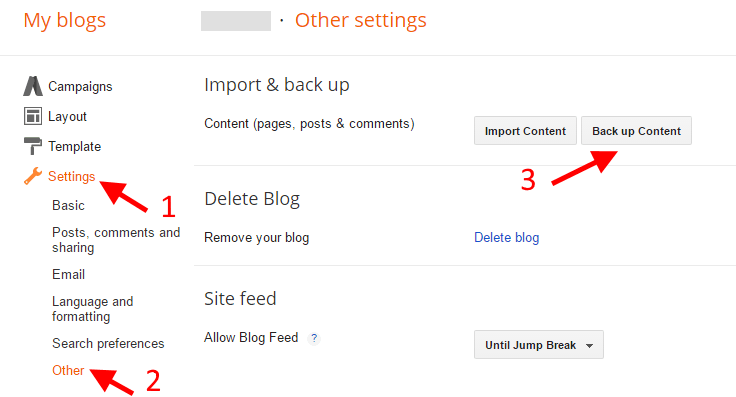 My blogs
· Other settings
Campaigns
Layout
Template
Settings
1
Basic
Posts, comments and
sharing
Email
Language and
formatting
Search preferences
Other
2
Import & back up
Content (pages, posts & comments)
Import Content
Back up Content
3
Delete Blog
Remove your blog
Delete blog
Site feed
Allow Blog Feed ?
Until Jump Break